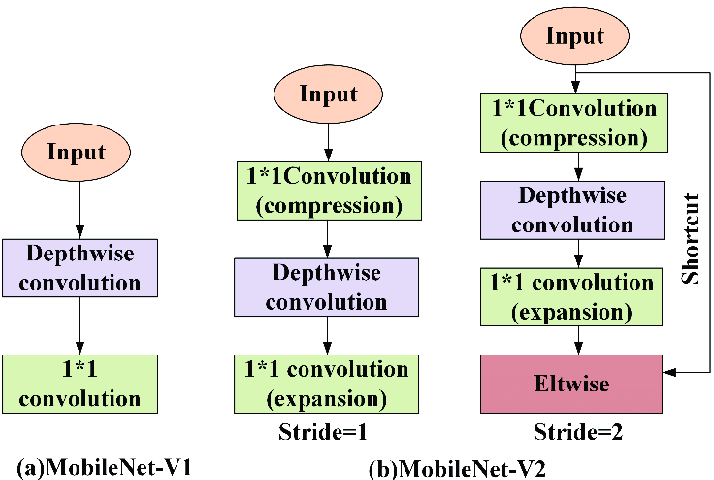 Input
Depthwise
convolution
1*1
convolution
(a)MobileNet-V1
Input
1*1Convolution
(compression)
Depthwise
convolution
1*1 convolution
(expansion)
Stride=1
Input
1*1Convolution
(compression)
Depthwise
convolution
1*1 convolution
(expansion)
Eltwise
Shortcut
Stride=2
(b)MobileNet-V2